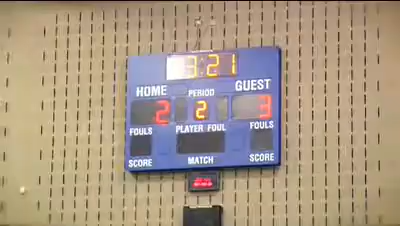 3:21
HOME PERIOD GUEST
2 2 3
FOULS PLAYER FOUL FOULS
SCORE MATCH SCORE